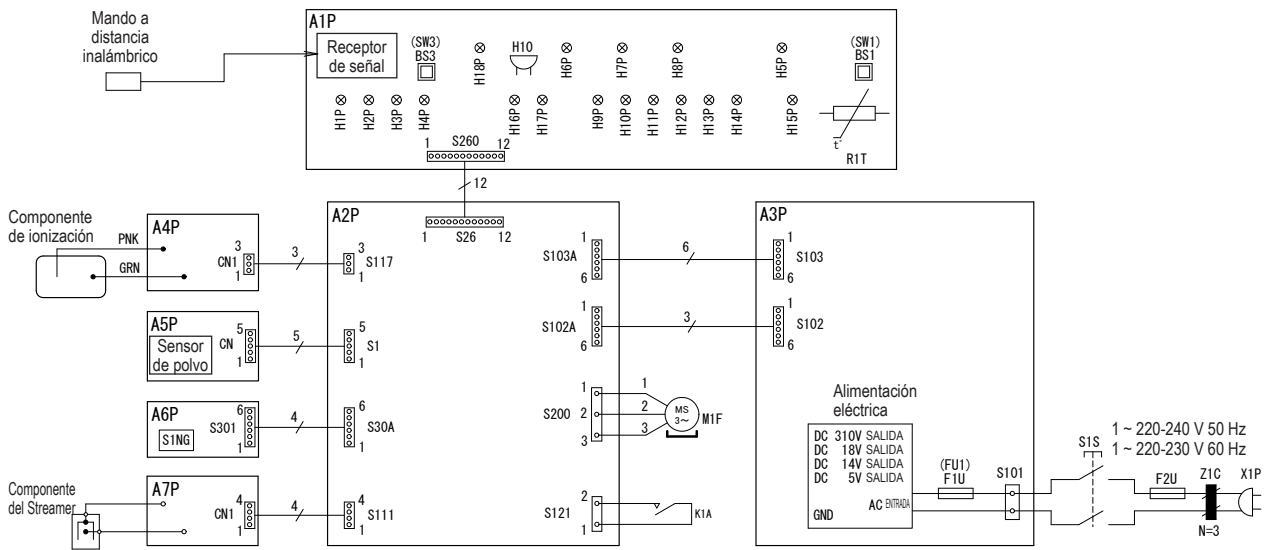 Mando a
distancia
inalámbrico
A1P
Receptor
de señal
(SW3)
BS3
H18P
H10
H6P
H7P
H8P
H5P
(SW1)
BS1
H1P
H2P
H3P
H4P
H16P
H17P
H9P
H10P
H11P
H12P
H13P
H14P
H15P
t°
R1T
1 S260 12
12
Componente
de ionización
PNK
GRN
A4P
3
CN1
1
3
A2P
1 S26 12
3
S117
1
S103A
1
6
6
A3P
1
S103
6
A5P
Sensor
de polvo
5
CN
1
5
5
S1
1
S102A
1
6
3
1
S102
6
A6P
S1NG
6
S301
1
4
6
S30A
1
S200
1
2
3
1
2
3
MS
3~
M1F
Componente
del Streamer
A7P
4
CN1
1
4
4
S111
1
S121
2
1
K1A
Alimentación
eléctrica
DC 310V SALIDA
DC 18V SALIDA
DC 14V SALIDA
DC 5V SALIDA
AC ENTRADA
GND
(FU1)
F1U
S101
S1S
1 ~ 220-240 V 50 Hz
1 ~ 220-230 V 60 Hz
F2U
Z1C
X1P
N=3